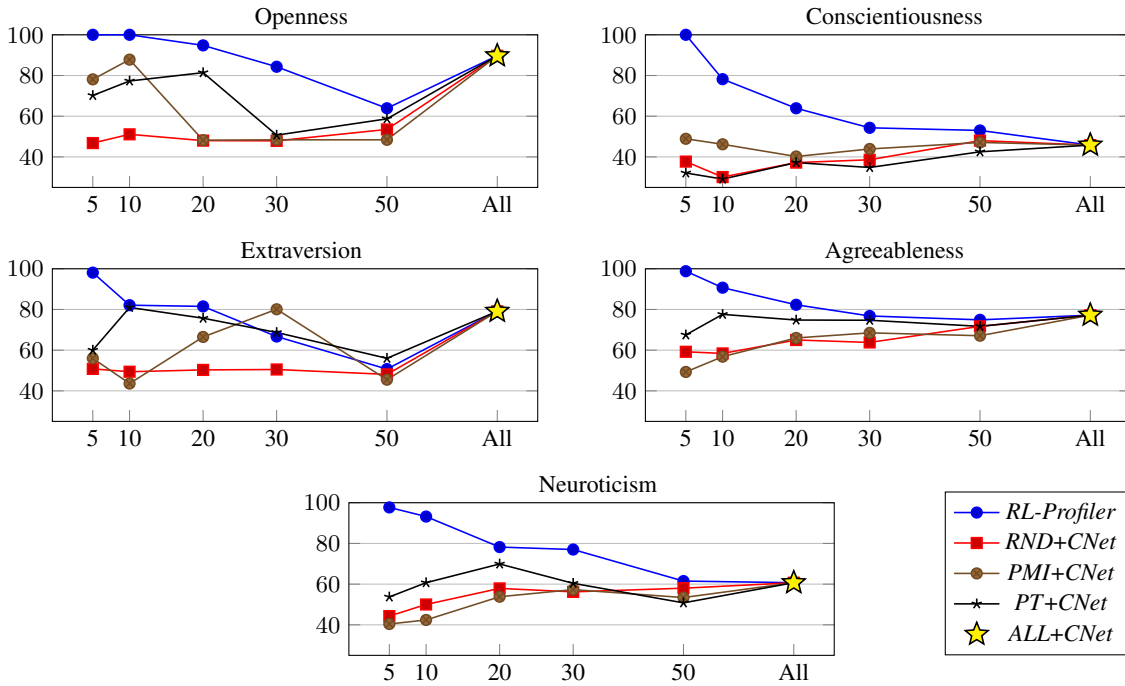 Openness
100
80
60
40
5 10 20 30 50 All
Conscientiousness
100
80
60
40
5 10 20 30 50 All
Extraversion
100
80
60
40
5 10 20 30 50 All
Agreeableness
100
80
60
40
5 10 20 30 50 All
Neuroticism
100
80
60
40
5 10 20 30 50 All
RL-Profiler
RND+CNet
PMI+CNet
PT+CNet
ALL+CNet